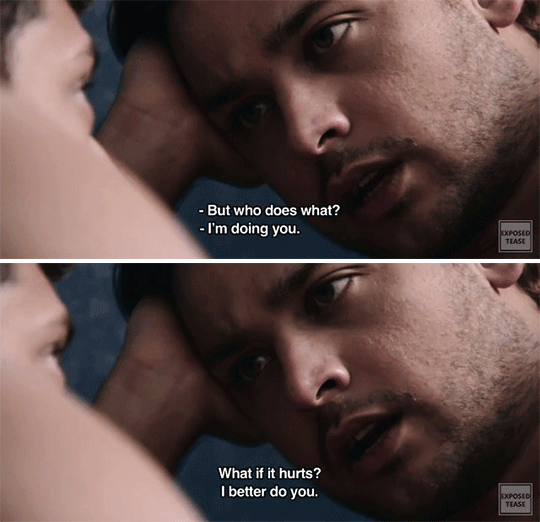 - But who does what?
- I'm doing you.
EXPOSED
TEASE
What if it hurts?
I better do you.
EXPOSED
TEASE